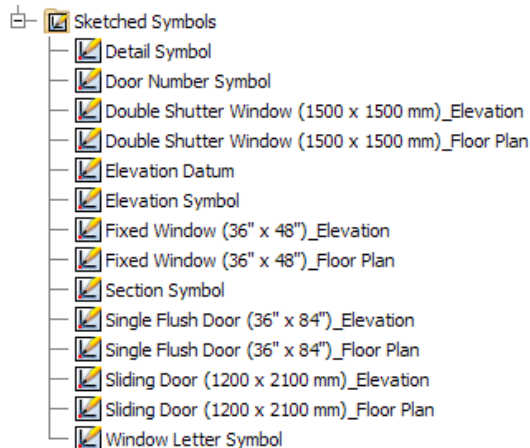 Sketched Symbols
Detail Symbol
Door Number Symbol
Double Shutter Window (1500 x 1500 mm)_Elevation
Double Shutter Window (1500 x 1500 mm)_Floor Plan
Elevation Datum
Elevation Symbol
Fixed Window (36" x 48")_Elevation
Fixed Window (36" x 48")_Floor Plan
Section Symbol
Single Flush Door (36" x 84")_Elevation
Single Flush Door (36" x 84")_Floor Plan
Sliding Door (1200 x 2100 mm)_Elevation
Sliding Door (1200 x 2100 mm)_Floor Plan
Window Letter Symbol